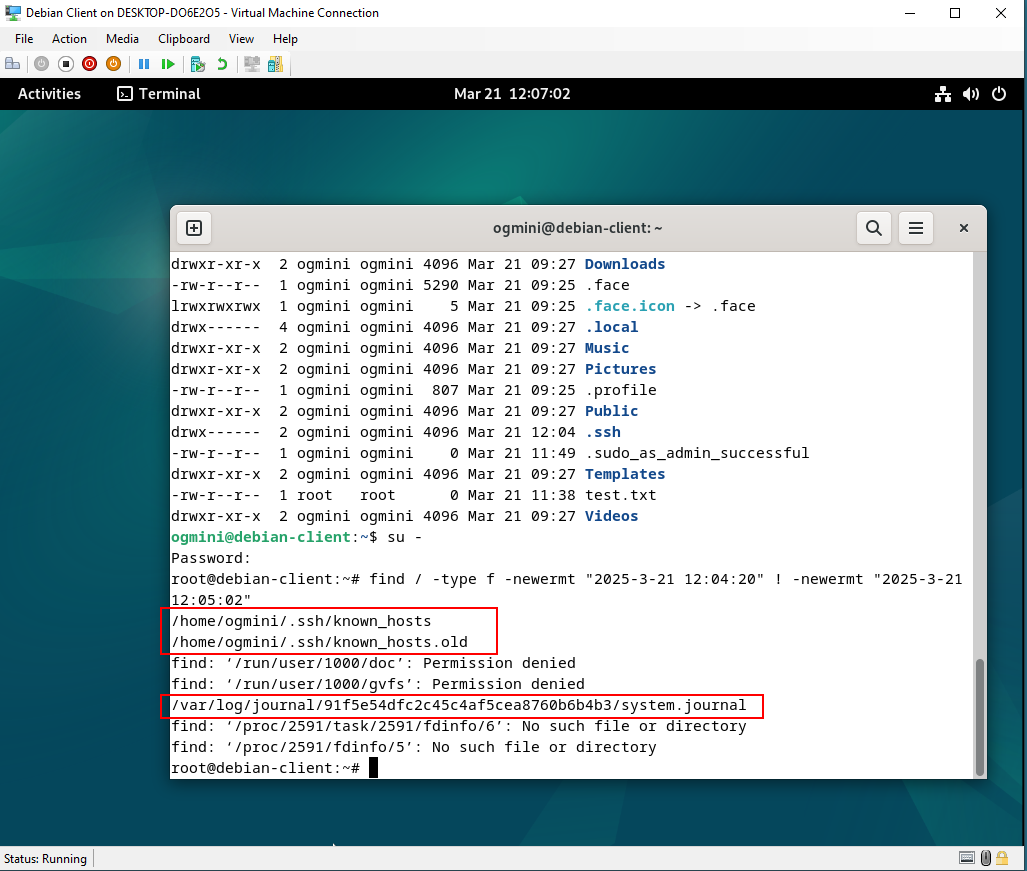 Debian Client on DESKTOP-DO6E2O5 - Virtual Machine Connection
File Action Media Clipboard View Help
Activities Terminal Mar 21 12:07:02
ogmini@debian-client: ~
drwxr-xr-x 2 ogmini ogmini 4096 Mar 21 09:27 Downloads
-rw-r--r-- 1 ogmini ogmini 5290 Mar 21 09:25 .face
lrwxrwxrwx 1 ogmini ogmini 5 Mar 21 09:25 .face.icon -> .face
drwx------ 4 ogmini ogmini 4096 Mar 21 09:27 .local
drwxr-xr-x 2 ogmini ogmini 4096 Mar 21 09:27 Music
drwxr-xr-x 2 ogmini ogmini 4096 Mar 21 09:27 Pictures
-rw-r--r-- 1 ogmini ogmini 807 Mar 21 09:25 .profile
drwxr-xr-x 2 ogmini ogmini 4096 Mar 21 09:27 Public
drwx------ 2 ogmini ogmini 4096 Mar 21 12:04 .ssh
-rw-r--r-- 1 ogmini ogmini 0 Mar 21 11:49 .sudo_as_admin_successful
drwxr-xr-x 2 ogmini ogmini 4096 Mar 21 09:27 Templates
-rw-r--r-- 1 root root 0 Mar 21 11:38 test.txt
drwxr-xr-x 2 ogmini ogmini 4096 Mar 21 09:27 Videos
ogmini@debian-client:~$ su -
Password:
root@debian-client:~# find / -type f -newermt "2025-3-21 12:04:20" ! -newermt "2025-3-21
12:05:02"
/home/ogmini/.ssh/known_hosts
/home/ogmini/.ssh/known_hosts.old
find: ‘/run/user/1000/doc’: Permission denied
find: ‘/run/user/1000/gvfs’: Permission denied
/var/log/journal/91f5e54dfc2c45c4af5cea8760b6b4b3/system.journal
find: ‘/proc/2591/task/2591/fdinfo/6’: No such file or directory
find: ‘/proc/2591/fdinfo/5’: No such file or directory
root@debian-client:~#
Status: Running